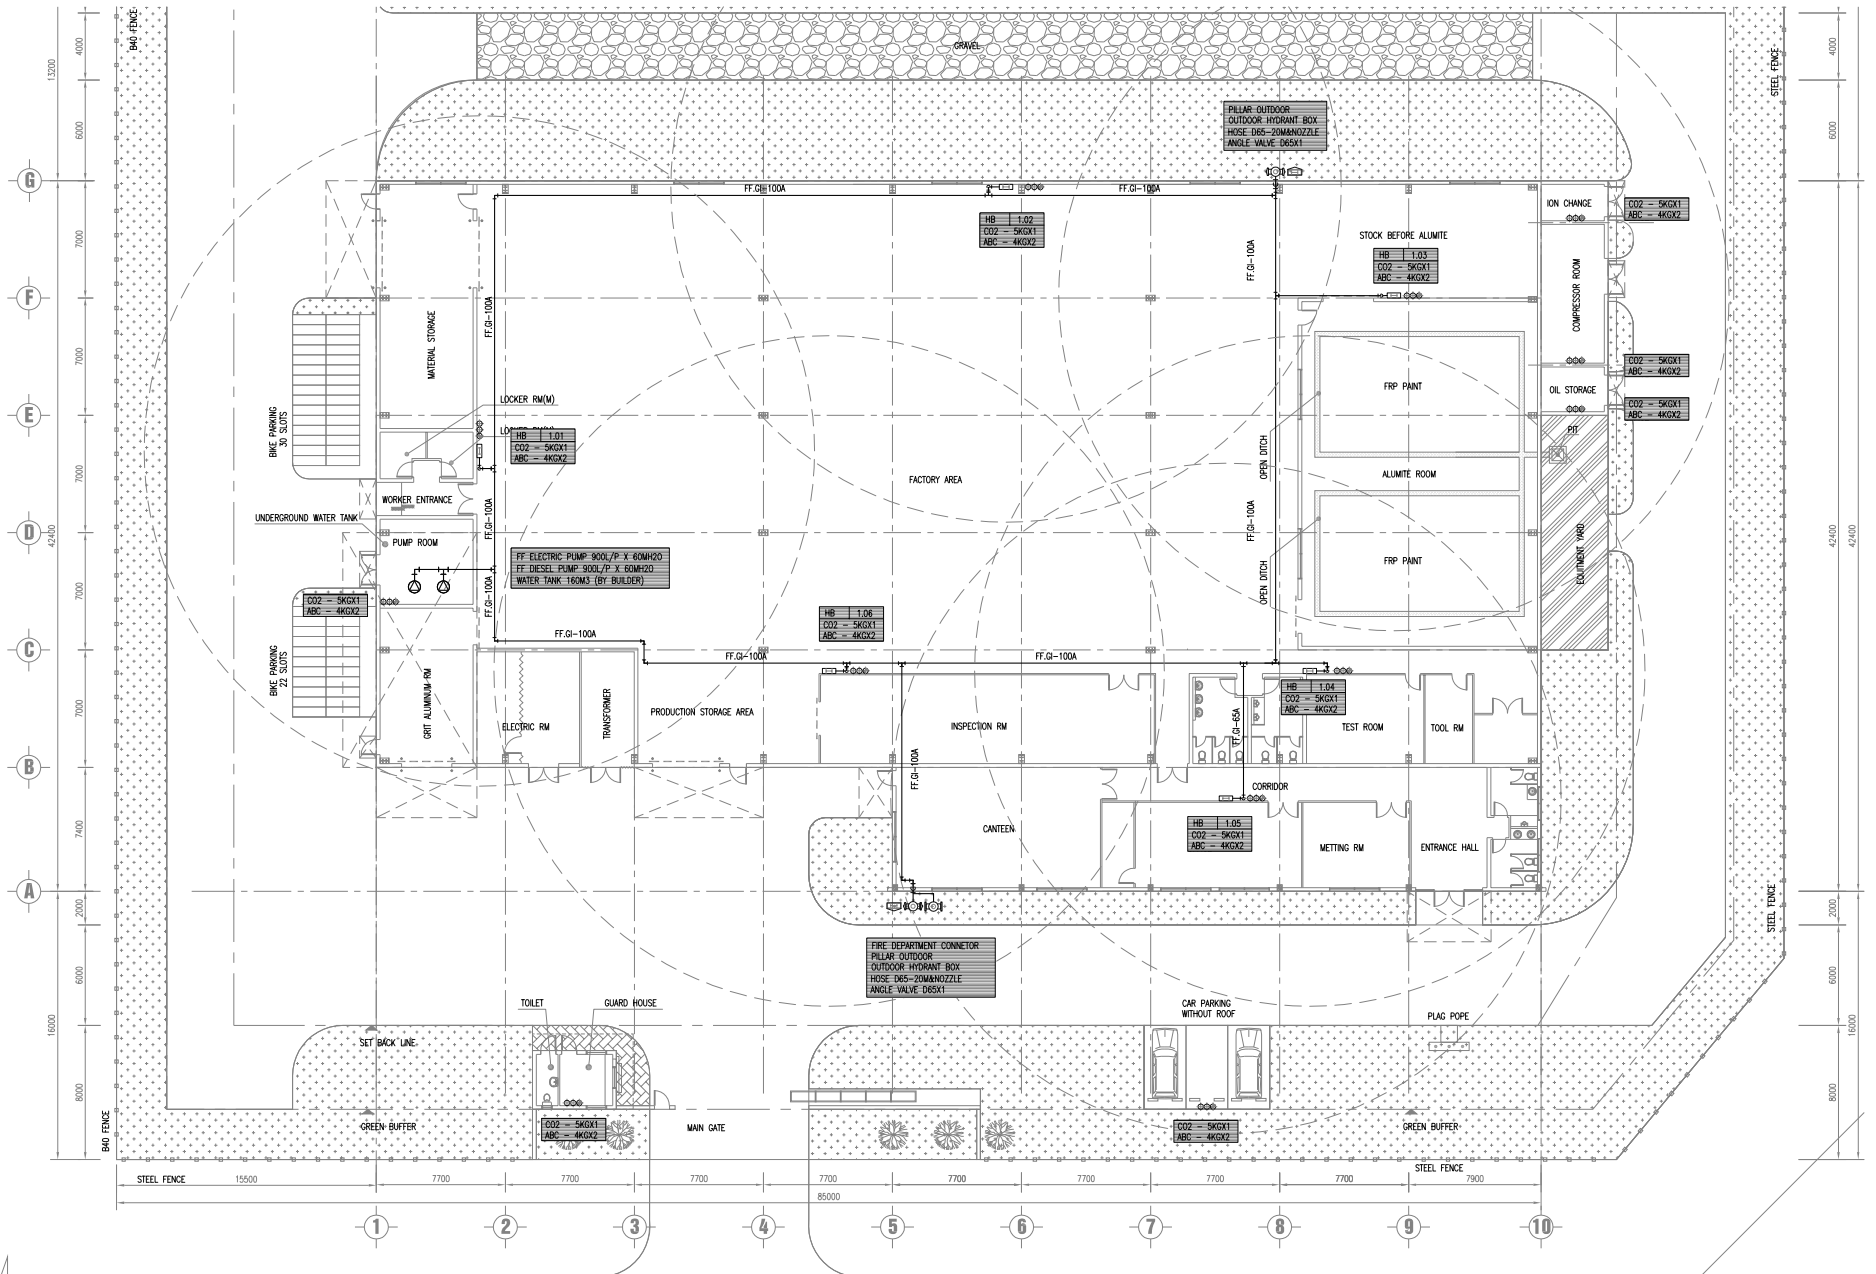 B40 FENCE
4000
13200
GRAVEL
STEEL FENCE
4000
6000
PILLAR OUTDOOR
OUTDOOR HYDRANT BOX
HOSE D65-20M&NOZZLE
ANGLE VALVE D65X1
6000
G
FF.GI-100A
FF.GI-100A
ION CHANGE
CO2 - 5KGX1
ABC - 4KGX2
HB 1.02
CO2 - 5KGX1
ABC - 4KGX2
7000
STOCK BEFORE ALUMITE
HB 1.03
CO2 - 5KGX1
ABC - 4KGX2
FF.GI-100A
F
FF.GI-100A
MATERIAL STORAGE
COMPRESSOR ROOM
7000
CO2 - 5KGX1
ABC - 4KGX2
FRP PAINT
OIL STORAGE
CO2 - 5KGX1
ABC - 4KGX2
LOCKER RM(M)
E
BIKE PARKING
30 SLOTS
HB 1.01
CO2 - 5KGX1
ABC - 4KGX2
PIT
OPEN DITCH
7000
FACTORY AREA
ALUMITE ROOM
WORKER ENTRANCE
UNDERGROUND WATER TANK
FF.GI-100A
FF.GI-100A
D
42400
PUMP ROOM
42400
42400
EQUITMENT YARD
FF ELECTRIC PUMP 900L/P X 60MH2O
FF DIESEL PUMP 900L/P X 60MH2O
WATER TANK 160M3 (BY BUILDER)
FRP PAINT
OPEN DITCH
7000
FF.GI-100A
CO2 - 5KGX1
ABC - 4KGX2
HB 1.06
CO2 - 5KGX1
ABC - 4KGX2
FF.GI-100A
C
FF.GI-100A
FF.GI-100A
BIKE PARKING
22 SLOTS
HB 1.04
CO2 - 5KGX1
ABC - 4KGX2
7000
GRIT ALUMINUM RM
ELECTRIC RM
TRANSFORMER
PRODUCTION STORAGE AREA
INSPECTION RM
FF.GI-65A
TEST ROOM
TOOL RM
B
FF.GI-100A
CORRIDOR
7400
CANTEEN
HB 1.05
CO2 - 5KGX1
ABC - 4KGX2
METTING RM
ENTRANCE HALL
A
2000
2000
STEEL FENCE
FIRE DEPARTMENT CONNETOR
PILLAR OUTDOOR
OUTDOOR HYDRANT BOX
HOSE D65-20M&NOZZLE
ANGLE VALVE D65X1
6000
6000
TOILET
GUARD HOUSE
CAR PARKING
WITHOUT ROOF
PLAG POPE
16000
16000
SET BACK LINE
8000
8000
B40 FENCE
GREEN BUFFER
CO2 - 5KGX1
ABC - 4KGX2
MAIN GATE
CO2 - 5KGX1
ABC - 4KGX2
GREEN BUFFER
STEEL FENCE
STEEL FENCE
15500
7700
7700
7700
7700
7700
7700
7700
7700
7900
85000
1
2
3
4
5
6
7
8
9
10